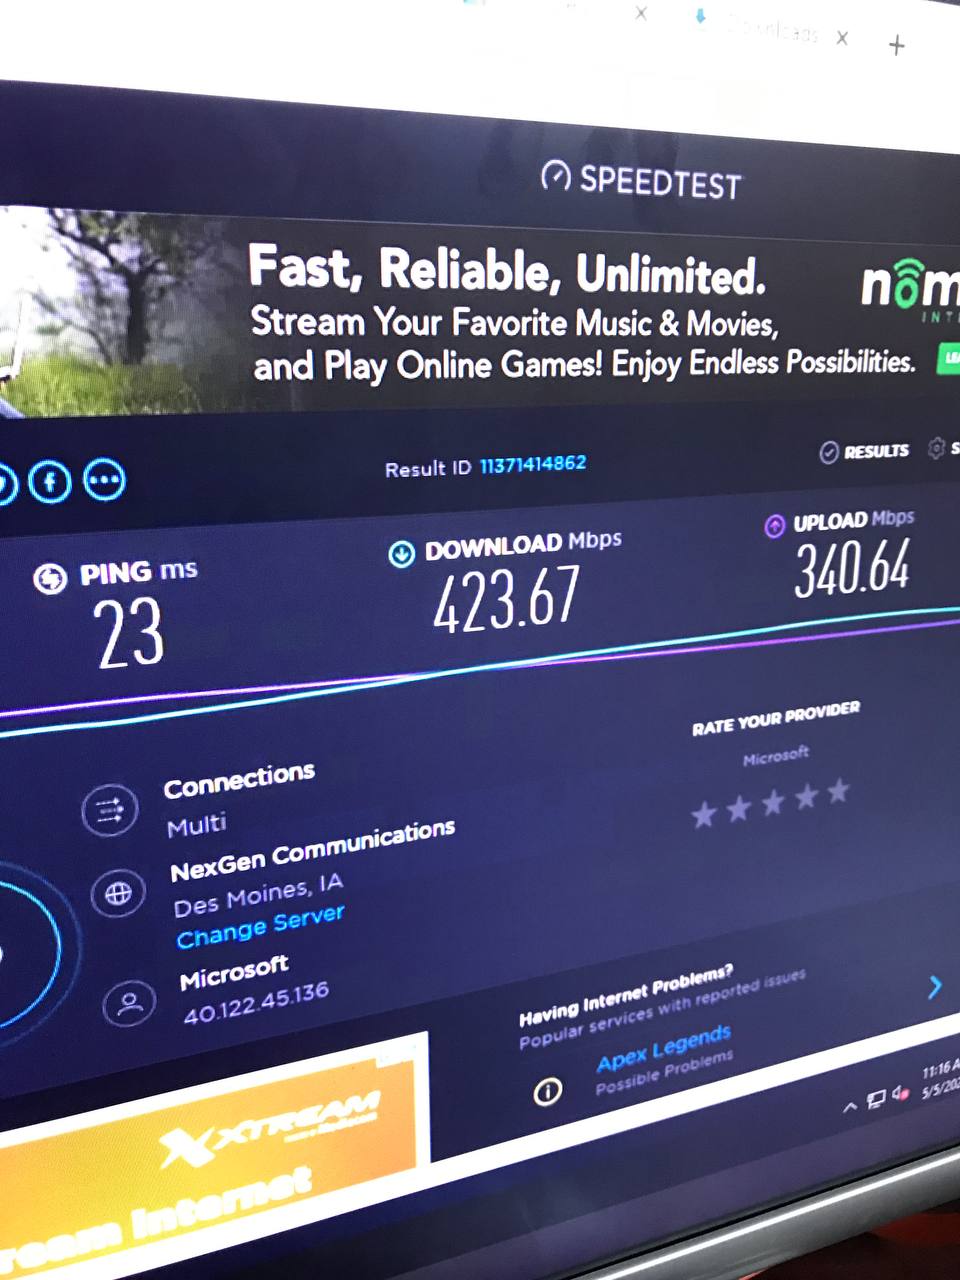 Downloads
SPEEDTEST
Fast, Reliable, Unlimited.
Stream Your Favorite Music & Movies,
and Play Online Games! Enjoy Endless Possibilities.
Result ID 11371414862
RESULTS
PING ms
23
DOWNLOAD Mbps
423.67
UPLOAD Mbps
340.64
RATE YOUR PROVIDER
Microsoft
Connections
Multi
NexGen Communications
Des Moines, IA
Change Server
Microsoft
40.122.45.136
Having Internet Problems?
Popular services with reported issues
Apex Legends
Possible Problems
11:16 A
5/5/202
XTREAM
ream Internet